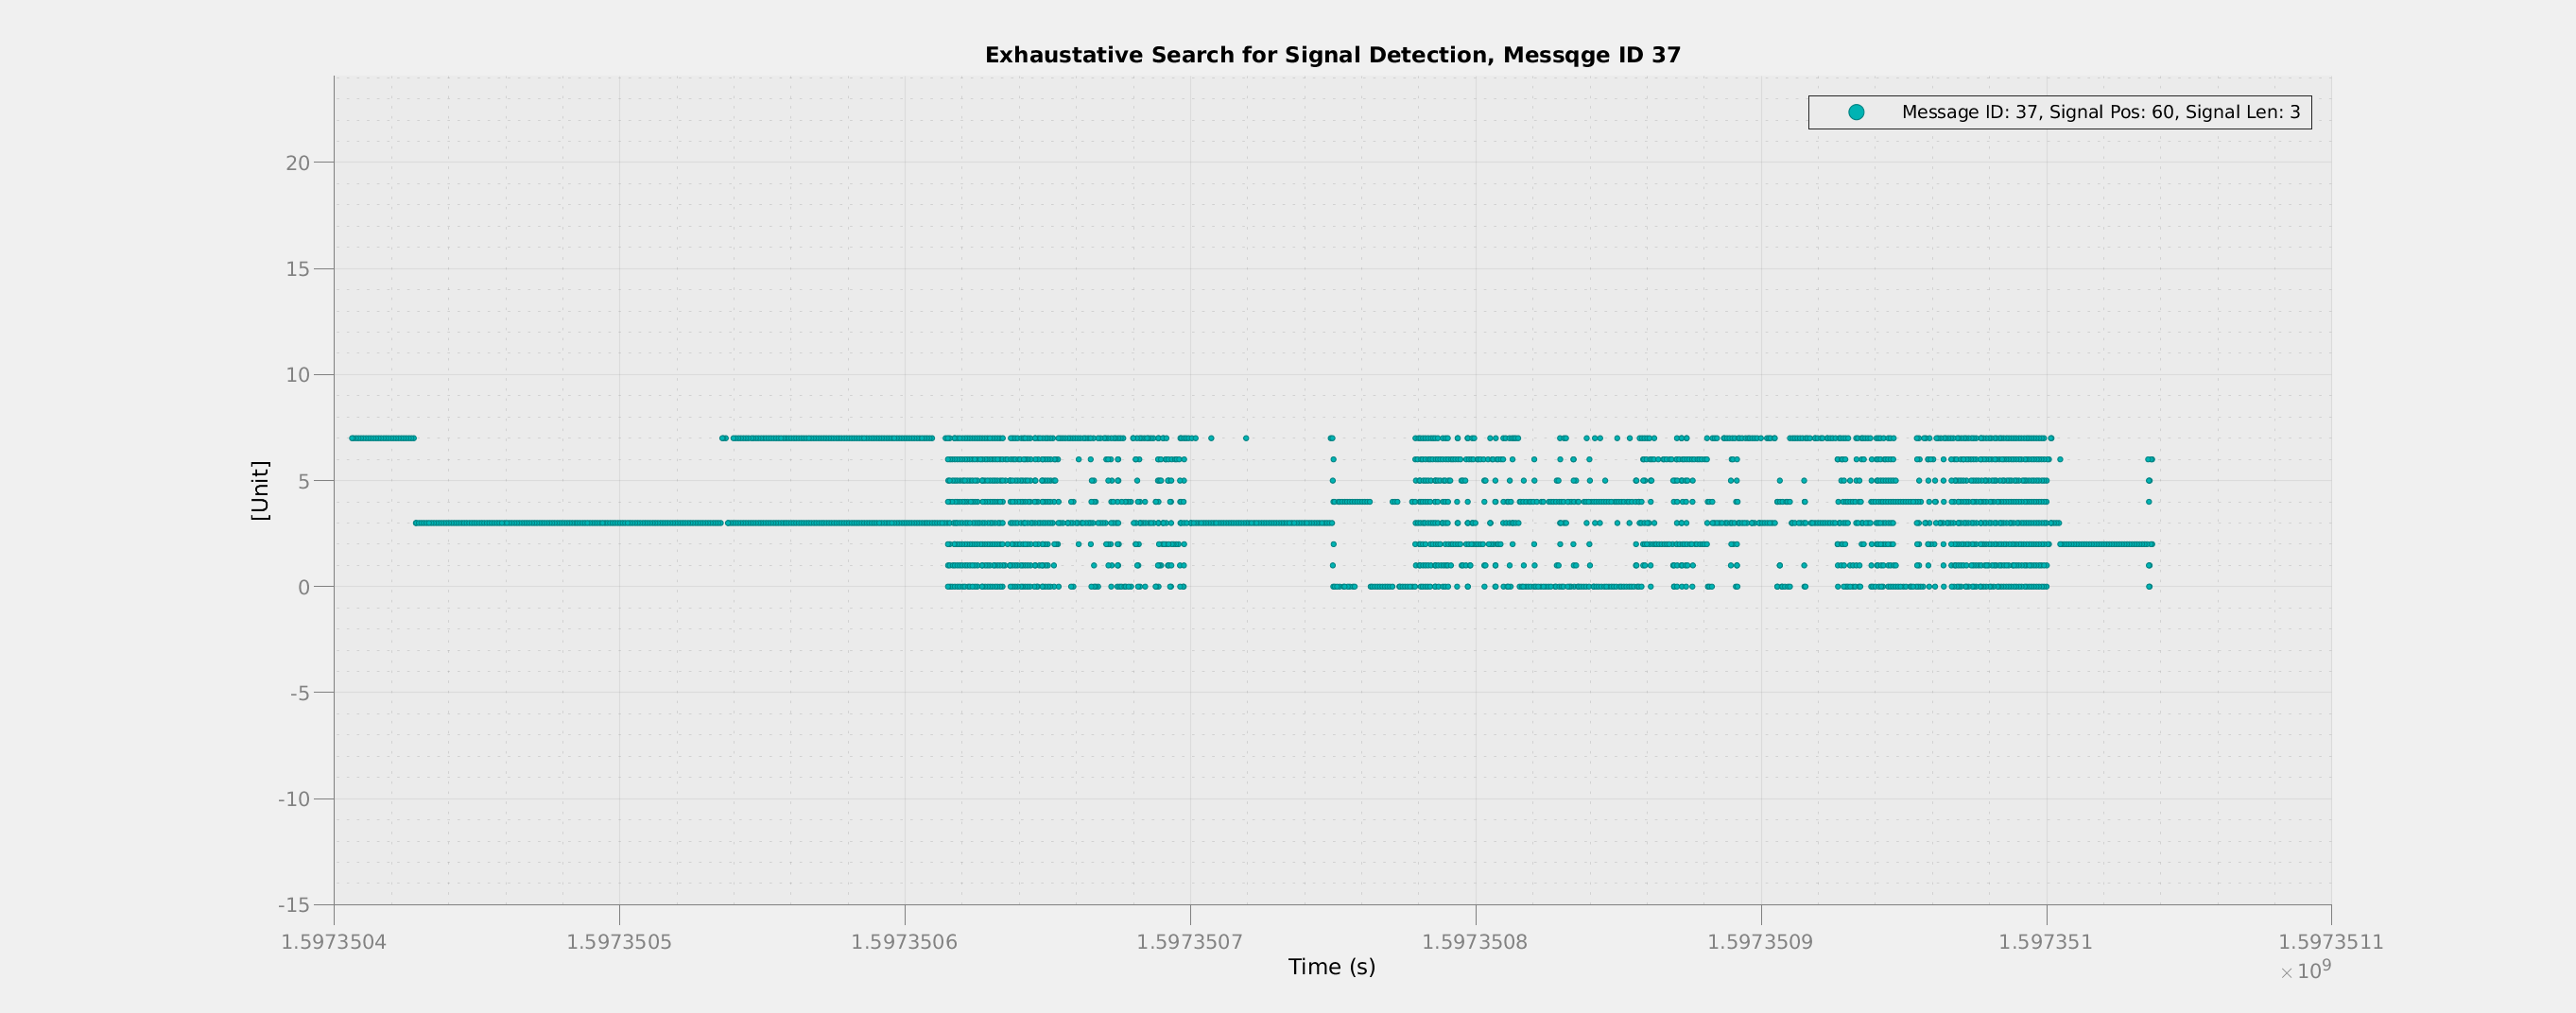 Exhaustative Search for Signal Detection, Messqge ID 37
Message ID: 37, Signal Pos: 60, Signal Len: 3
20
15
10
5
0
-5
-10
-15
[Unit]
1.5973504 1.5973505 1.5973506 1.5973507 1.5973508 1.5973509 1.597351 1.5973511
Time (s)
× 10⁹